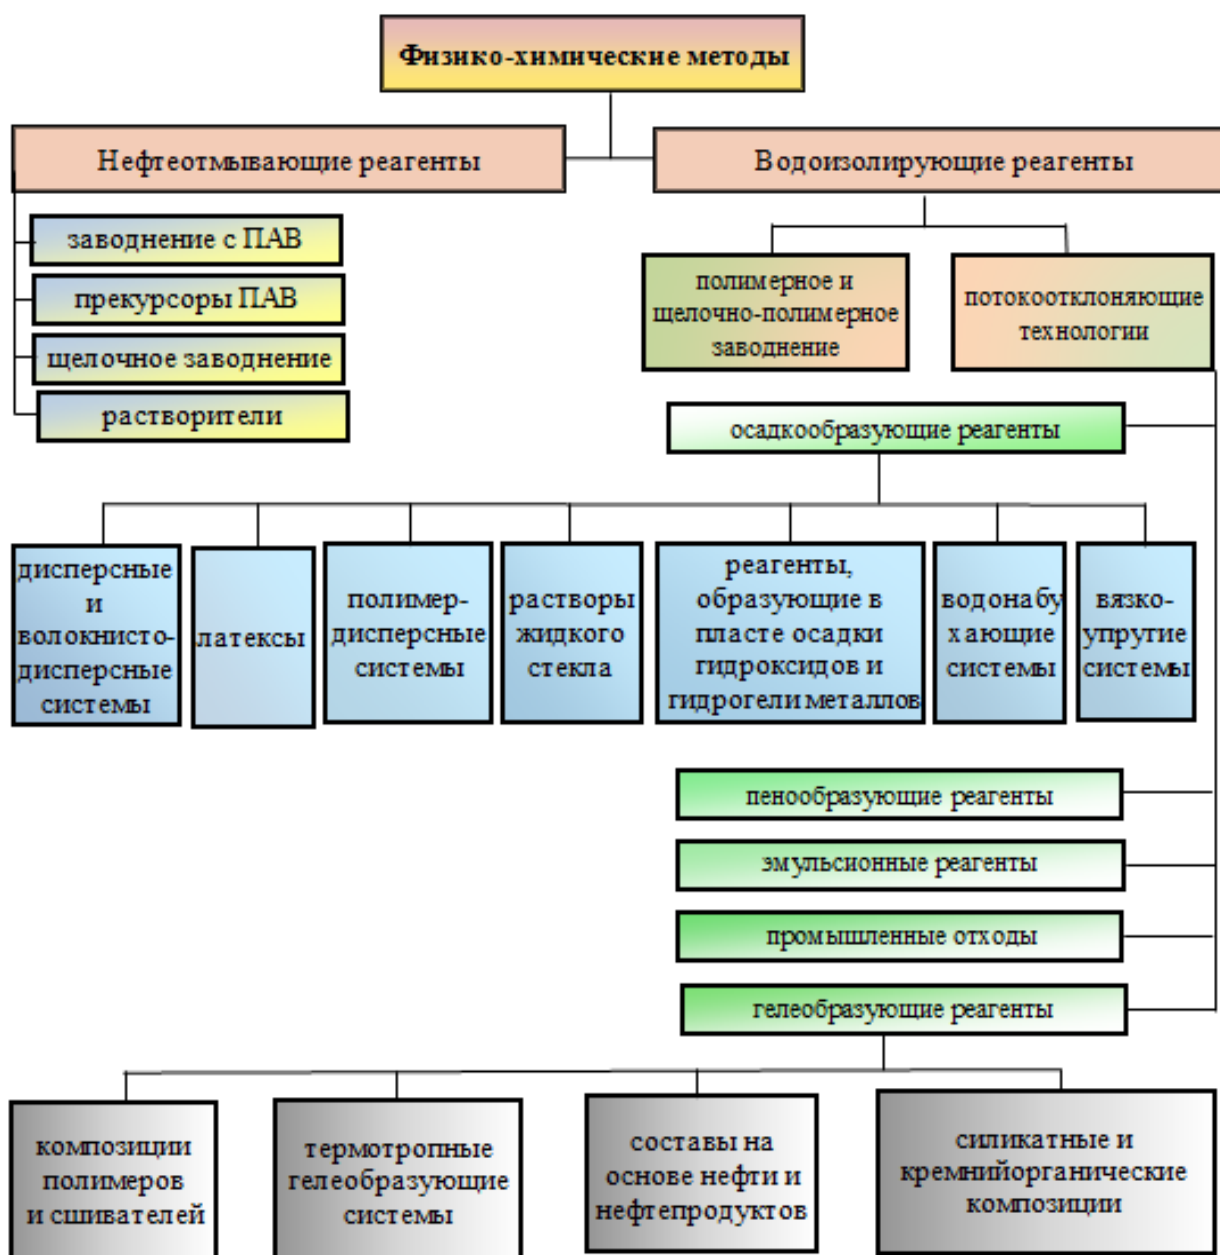 Физико-химические методы
Нефтеотмывающие реагенты
Водоизолирующие реагенты
заводнение с ПАВ
прекурсоры ПАВ
щелочное заводнение
растворители
полимерное и
щелочно-полимерное
заводнение
потокоотклоняющие
технологии
осадкообразующие реагенты
дисперсные
и
волокнисто-
дисперсные
системы
латексы
полимер-
дисперсные
системы
растворы
жидкого
стекла
реагенты,
образующие в
пласте осадки
гидроксидов и
гидрогели металлов
водонабу
хающие
системы
вязко-
упругие
системы
пенообразующие реагенты
эмульсионные реагенты
промышленные отходы
гелеобразующие реагенты
композиции
полимеров
и сшивателей
термотропные
гелеобразующие
системы
составы на
основе нефти и
нефтепродуктов
силикатные и
кремнийорганические
композиции